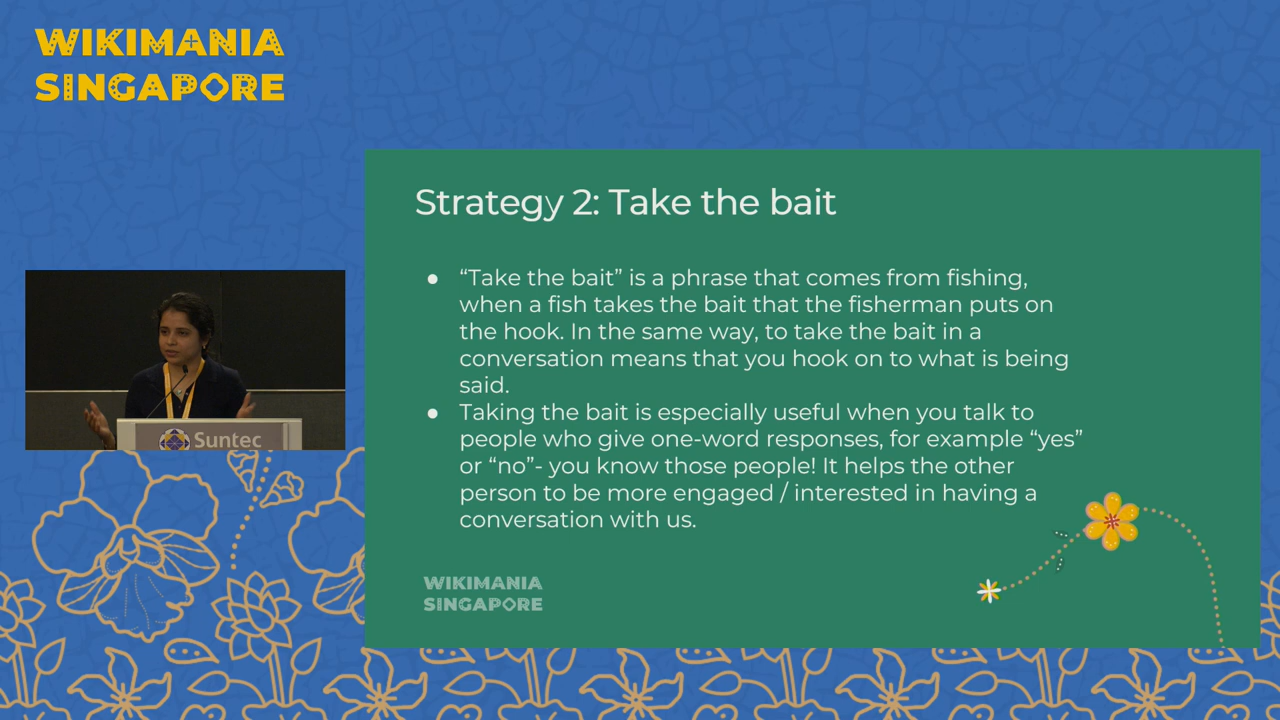 WIKIMANIA
SINGAPORE
Strategy 2: Take the bait
● “Take the bait” is a phrase that comes from fishing,
when a fish takes the bait that the fisherman puts on
the hook. In the same way, to take the bait in a
conversation means that you hook on to what is being
said.
● Taking the bait is especially useful when you talk to
people who give one-word responses, for example “yes”
or “no”- you know those people! It helps the other
person to be more engaged / interested in having a
conversation with us.
Suntec
WIKIMANIA
SINGAPORE